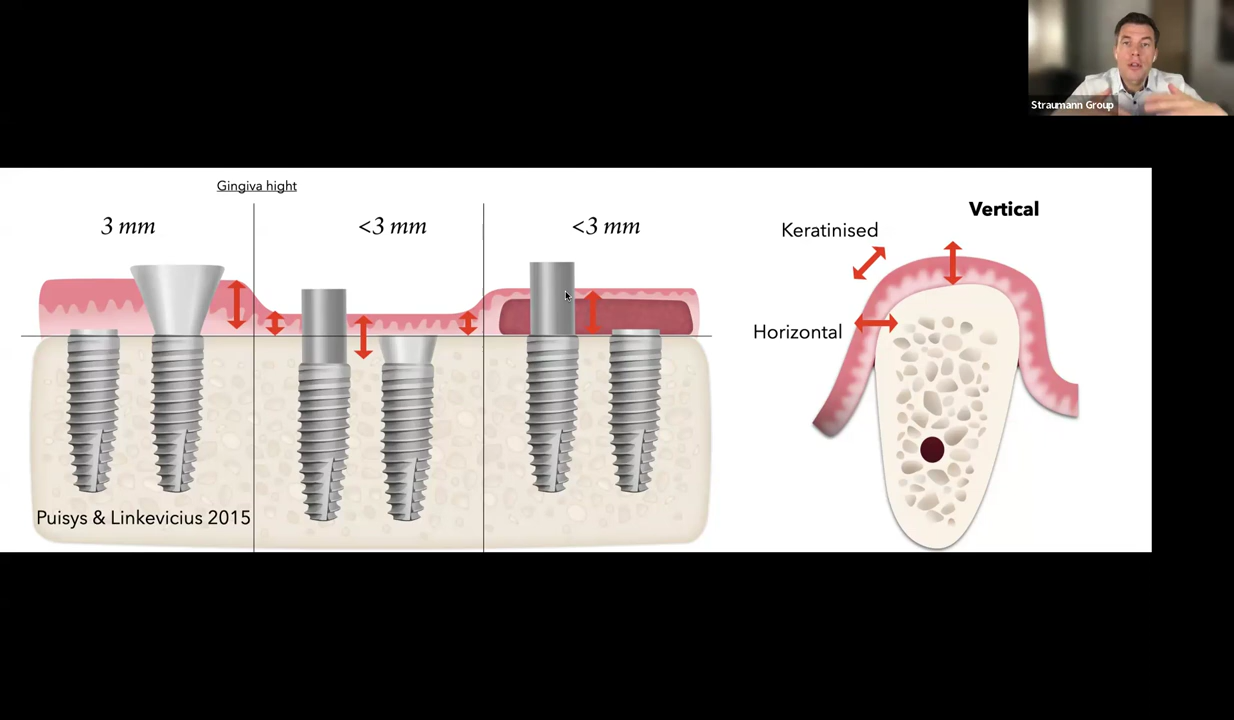 Straumann Group
Gingiva hight
3 mm
<3 mm
<3 mm
Vertical
Keratinised
Horizontal
Puisys & Linkevicius 2015